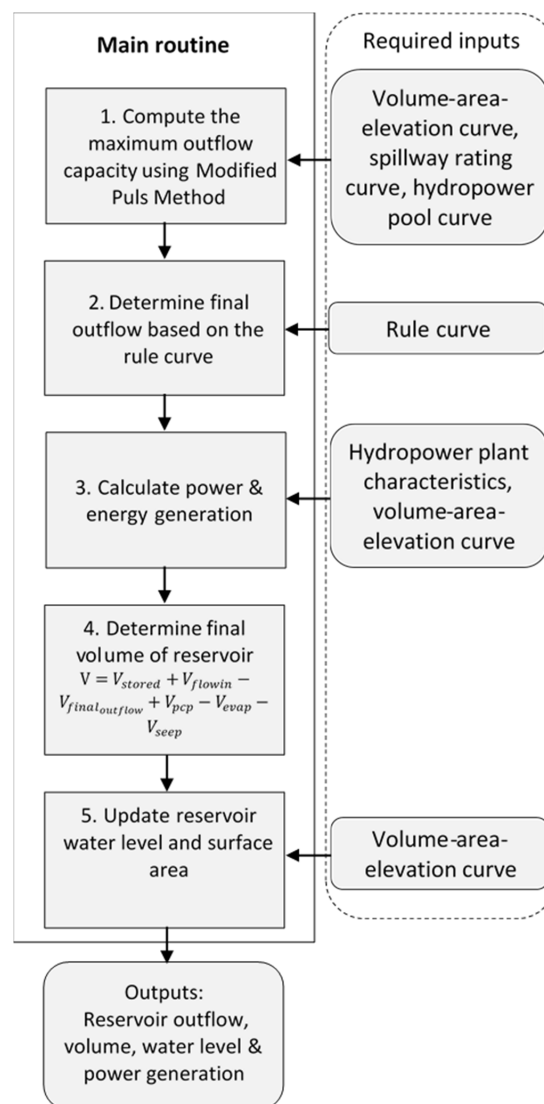 Main routine
Required inputs
1. Compute the
maximum outflow
capacity using Modified
Puls Method
Volume-area-
elevation curve,
spillway rating
curve, hydropower
pool curve
2. Determine final
outflow based on the
rule curve
Rule curve
3. Calculate power &
energy generation
Hydropower plant
characteristics,
volume-area-
elevation curve
4. Determine final
volume of reservoir
V = V_stored + V_flowin −
V_final_outflow + V_pcp − V_evap −
V_seep
5. Update reservoir
water level and surface
area
Volume-area-
elevation curve
Outputs:
Reservoir outflow,
volume, water level &
power generation